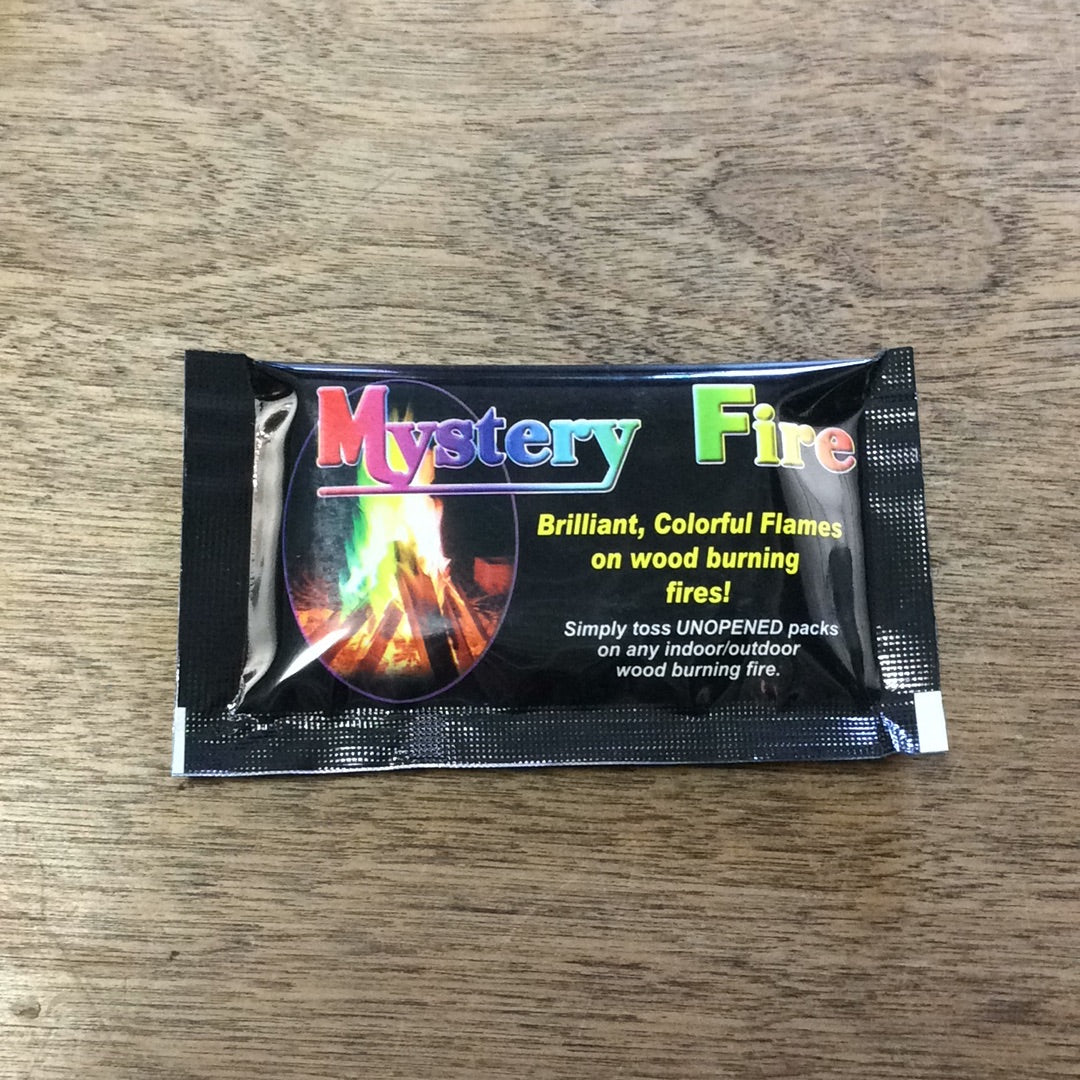 Mystery Fire
Brilliant, Colorful Flames
on wood burning
fires!
Simply toss UNOPENED packs
on any indoor/outdoor
wood burning fire.